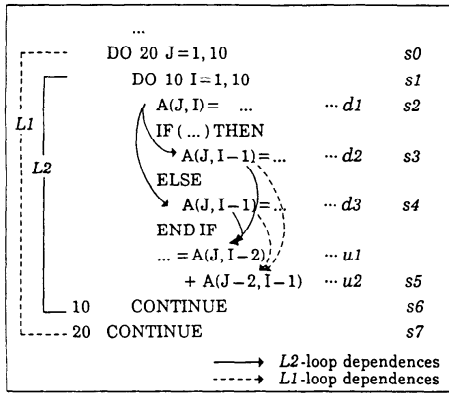 ...
DO 20 J=1, 10 s0
DO 10 I=1, 10 s1
A(J, I)= ... ... d1 s2
L1
IF (...) THEN
L2
A(J, I−1)=... ... d2 s3
ELSE
A(J, I−1)=... ... d3 s4
END IF
... = A(J, I−2) ... u1
+ A(J−2, I−1) ... u2 s5
10 CONTINUE s6
20 CONTINUE s7
L2-loop dependences
L1-loop dependences